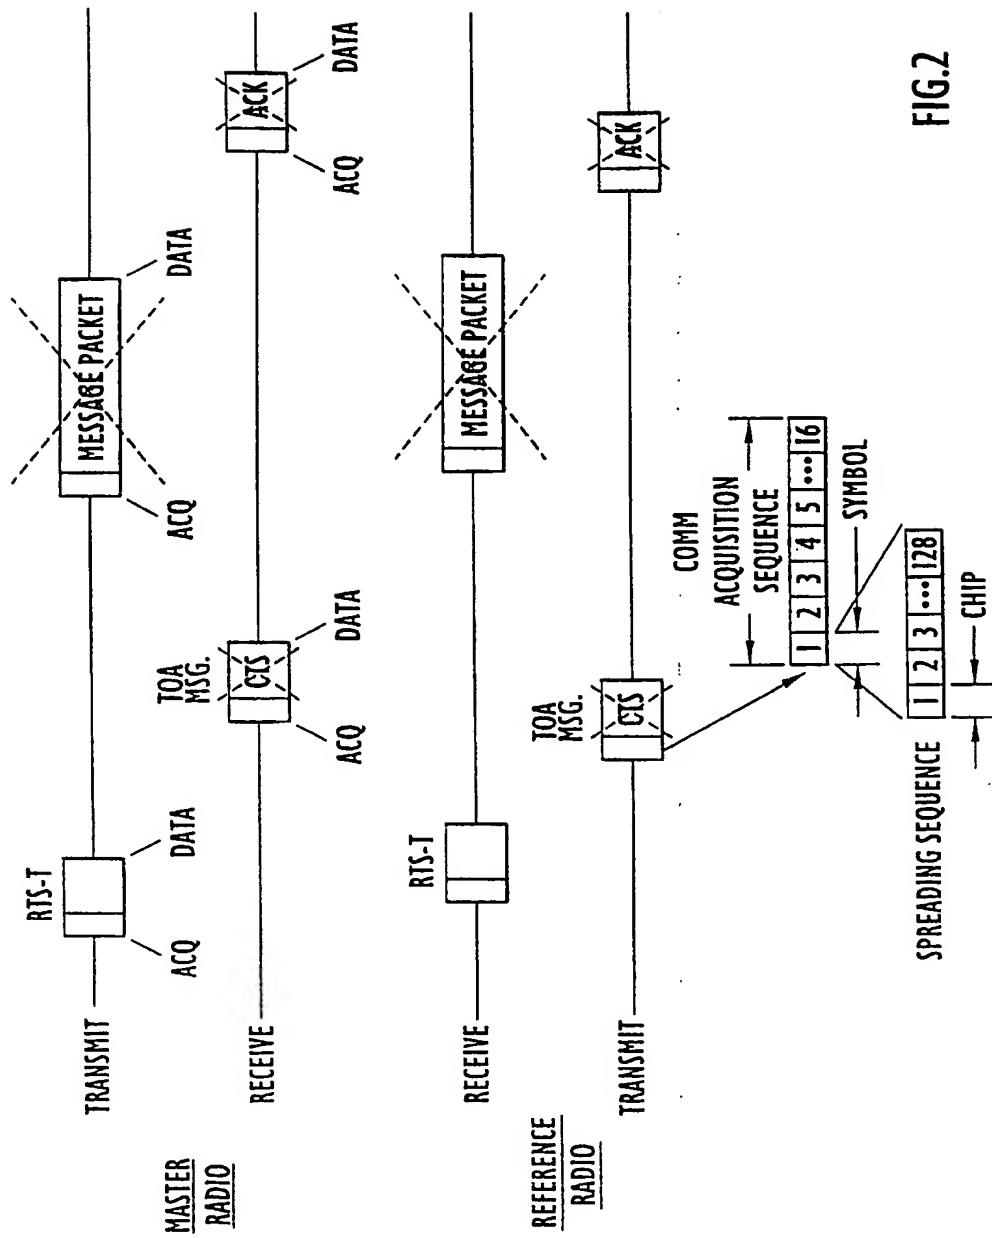 MASTER
RADIO
TRANSMIT
RTS-T
ACQ
DATA
MESSAGE PACKET
ACQ
DATA
RECEIVE
TOA
MSG.
CTS
ACQ
DATA
ACK
ACQ
DATA
REFERENCE
RADIO
RECEIVE
RTS-T
MESSAGE PACKET
TRANSMIT
TOA
MSG.
CTS
ACK
COMM
ACQUISITION
SEQUENCE
1 2 3 4 5 ••• 16
SYMBOL
1 2 3 ••• 128
SPREADING SEQUENCE
CHIP
FIG.2